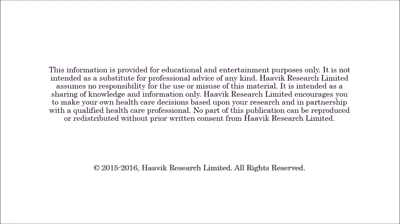 This information is provided for educational and entertainment purposes only. It is not
intended as a substitute for professional advice of any kind. Haavik Research Limited
assumes no responsibility for the use or misuse of this material. It is intended as a
sharing of knowledge and information only. Haavik Research Limited encourages you
to make your own health care decisions based upon your research and in partnership
with a qualified health care professional. No part of this publication can be reproduced
or redistributed without prior written consent from Haavik Research Limited.
© 2015-2016, Haavik Research Limited. All Rights Reserved.